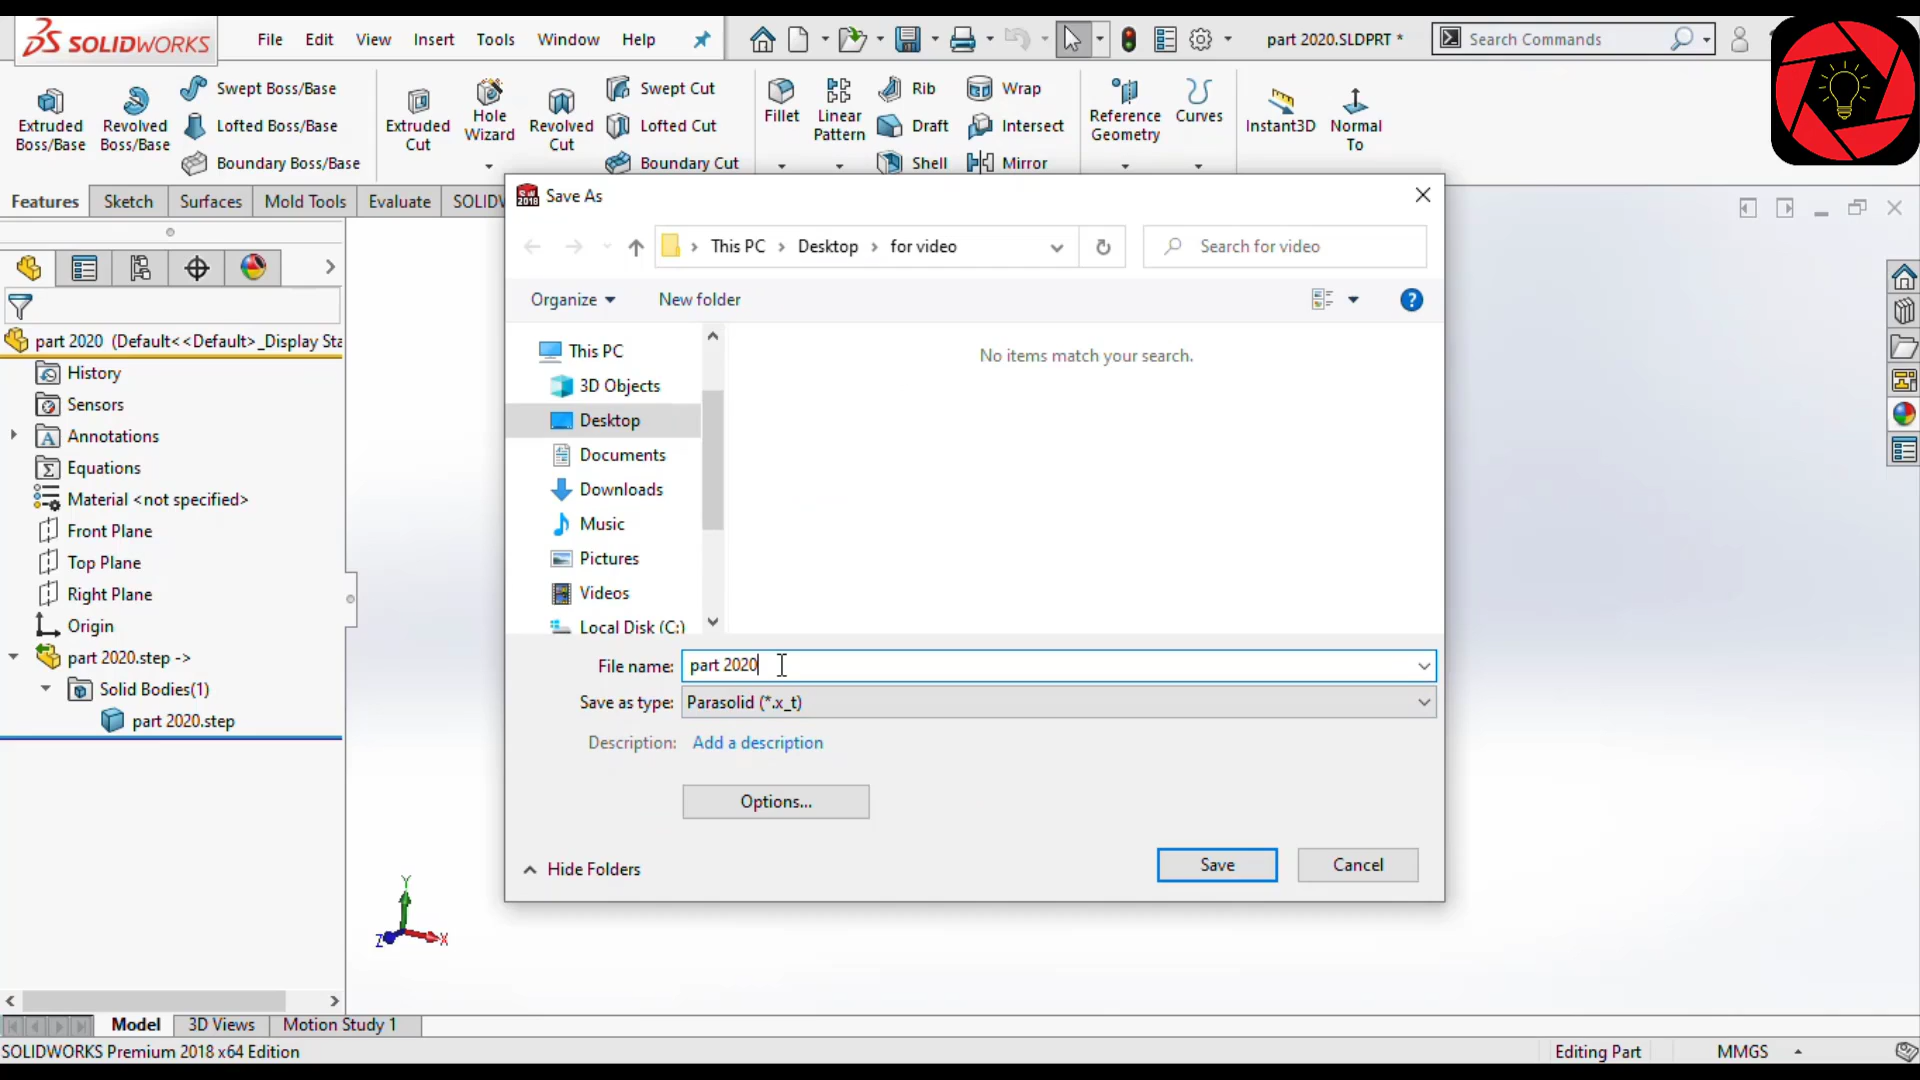 SOLIDWORKS
File Edit View Insert Tools Window Help
part 2020.SLDPRT *
Search Commands
Extruded Boss/Base
Revolved Boss/Base
Swept Boss/Base
Lofted Boss/Base
Boundary Boss/Base
Extruded Cut
Hole Wizard
Revolved Cut
Swept Cut
Lofted Cut
Boundary Cut
Fillet
Linear Pattern
Rib
Draft
Shell
Wrap
Intersect
Mirror
Reference Geometry
Curves
Instant3D
Normal To
Features Sketch Surfaces Mold Tools Evaluate
part 2020 (Default<<Default>_Display Sta
History
Sensors
Annotations
Equations
Material <not specified>
Front Plane
Top Plane
Right Plane
Origin
part 2020.step ->
Solid Bodies(1)
part 2020.step
SW 2018
Save As
This PC > Desktop > for video
Search for video
Organize New folder
This PC
3D Objects
Desktop
Documents
Downloads
Music
Pictures
Videos
Local Disk (C:)
No items match your search.
File name: part 2020
Save as type: Parasolid (*.x_t)
Description: Add a description
Options...
Hide Folders
Save Cancel
Y
Z X
Model 3D Views Motion Study 1
SOLIDWORKS Premium 2018 x64 Edition
Editing Part MMGS